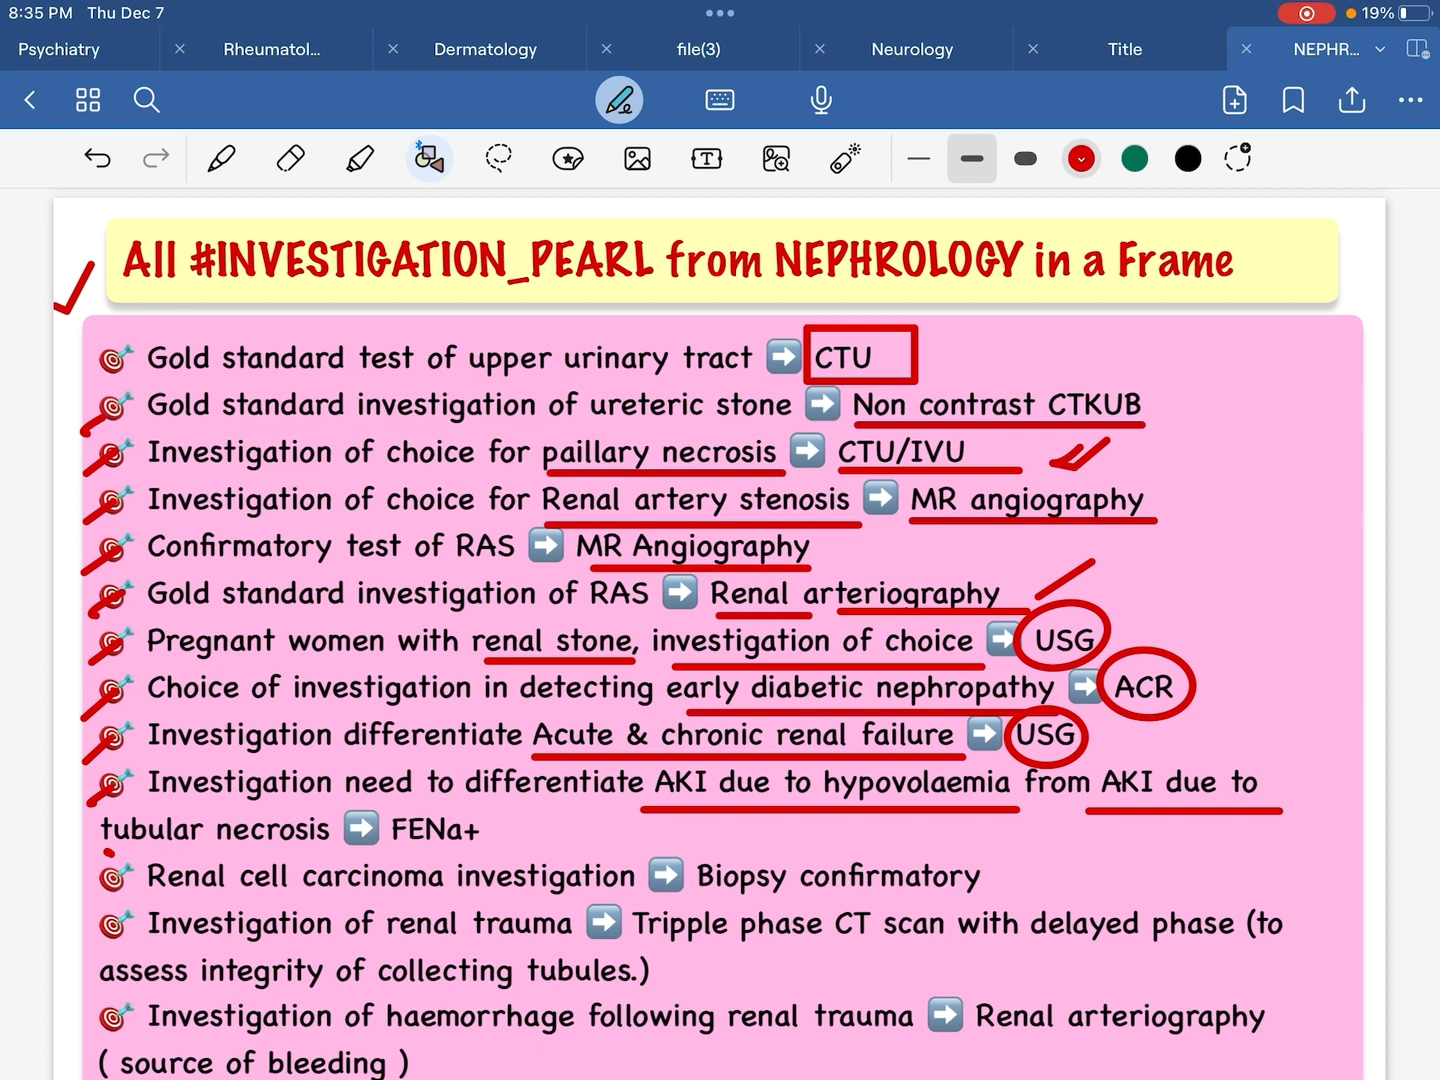 8:35 PM Thu Dec 7
19%
Psychiatry
Rheumatol...
Dermatology
file(3)
Neurology
Title
NEPHR...
All #INVESTIGATION_PEARL from NEPHROLOGY in a Frame
🎯 Gold standard test of upper urinary tract ➡️ CTU
🎯 Gold standard investigation of ureteric stone ➡️ Non contrast CTKUB
🎯 Investigation of choice for paillary necrosis ➡️ CTU/IVU
🎯 Investigation of choice for Renal artery stenosis ➡️ MR angiography
🎯 Confirmatory test of RAS ➡️ MR Angiography
🎯 Gold standard investigation of RAS ➡️ Renal arteriography
🎯 Pregnant women with renal stone, investigation of choice ➡️ USG
🎯 Choice of investigation in detecting early diabetic nephropathy ➡️ ACR
🎯 Investigation differentiate Acute & chronic renal failure ➡️ USG
🎯 Investigation need to differentiate AKI due to hypovolaemia from AKI due to
tubular necrosis ➡️ FENa+
🎯 Renal cell carcinoma investigation ➡️ Biopsy confirmatory
🎯 Investigation of renal trauma ➡️ Tripple phase CT scan with delayed phase (to
assess integrity of collecting tubules.)
🎯 Investigation of haemorrhage following renal trauma ➡️ Renal arteriography
( source of bleeding )